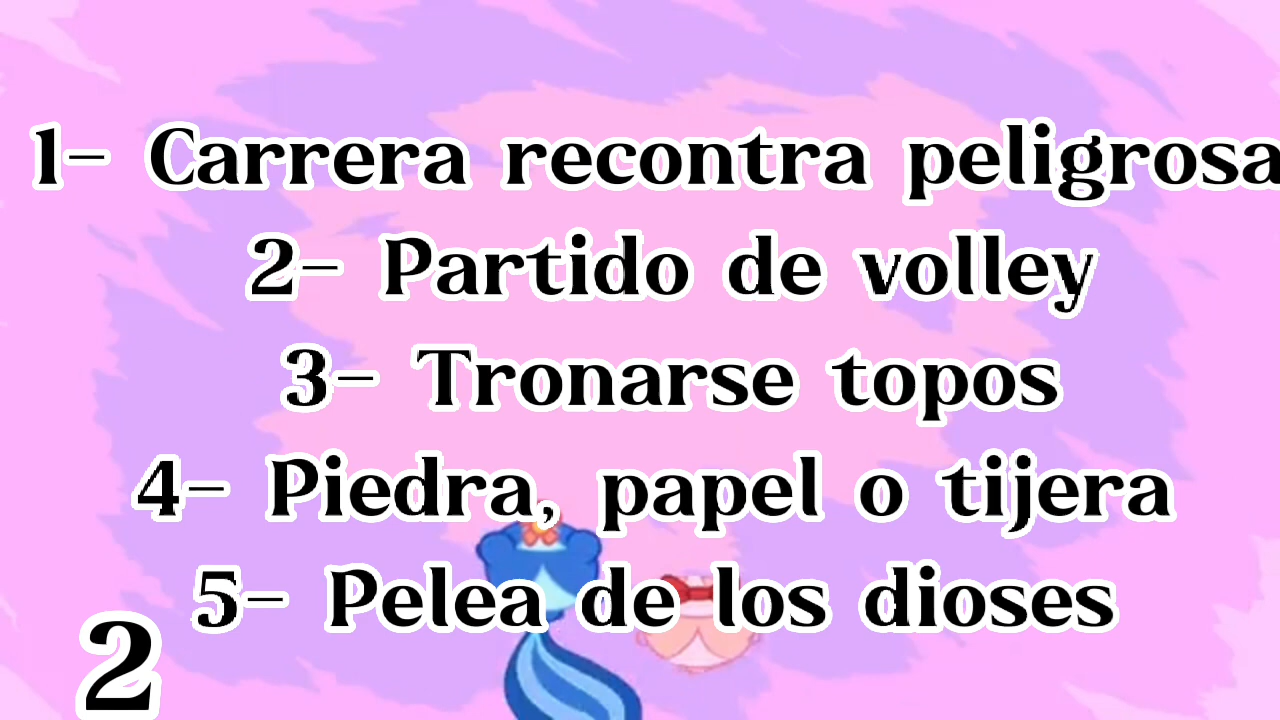 1- Carrera recontra peligrosa
2- Partido de volley
3- Tronarse topos
4- Piedra, papel o tijera
5- Pelea de los dioses
2